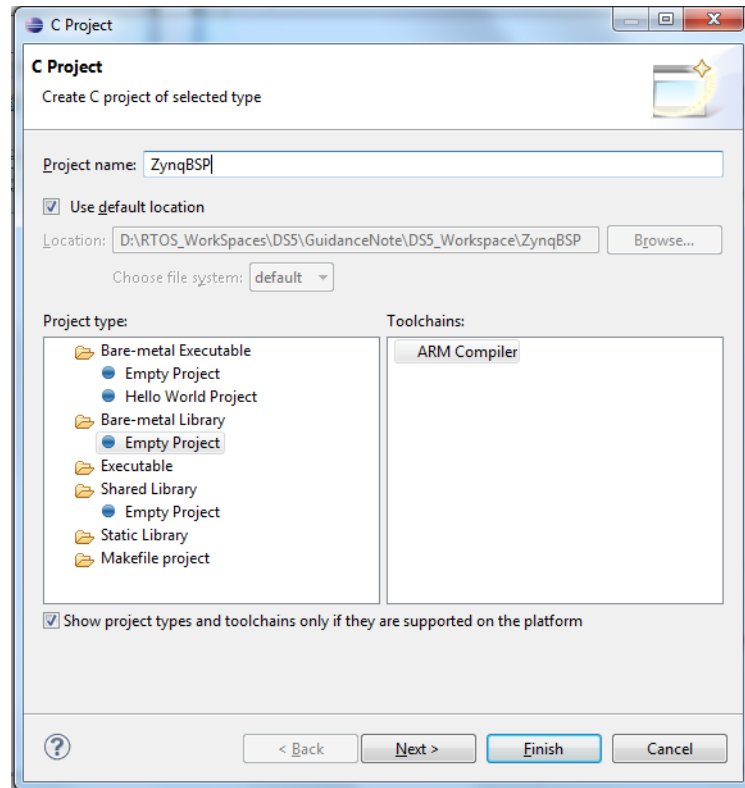 C Project
C Project
Create C project of selected type
Project name: ZynqBSP
Use default location
Location: D:\RTOS_WorkSpaces\DS5\GuidanceNote\DS5_Workspace\ZynqBSP Browse...
Choose file system: default
Project type:
Bare-metal Executable
Empty Project
Hello World Project
Bare-metal Library
Empty Project
Executable
Shared Library
Empty Project
Static Library
Makefile project
Toolchains:
ARM Compiler
Show project types and toolchains only if they are supported on the platform
? < Back Next > Finish Cancel